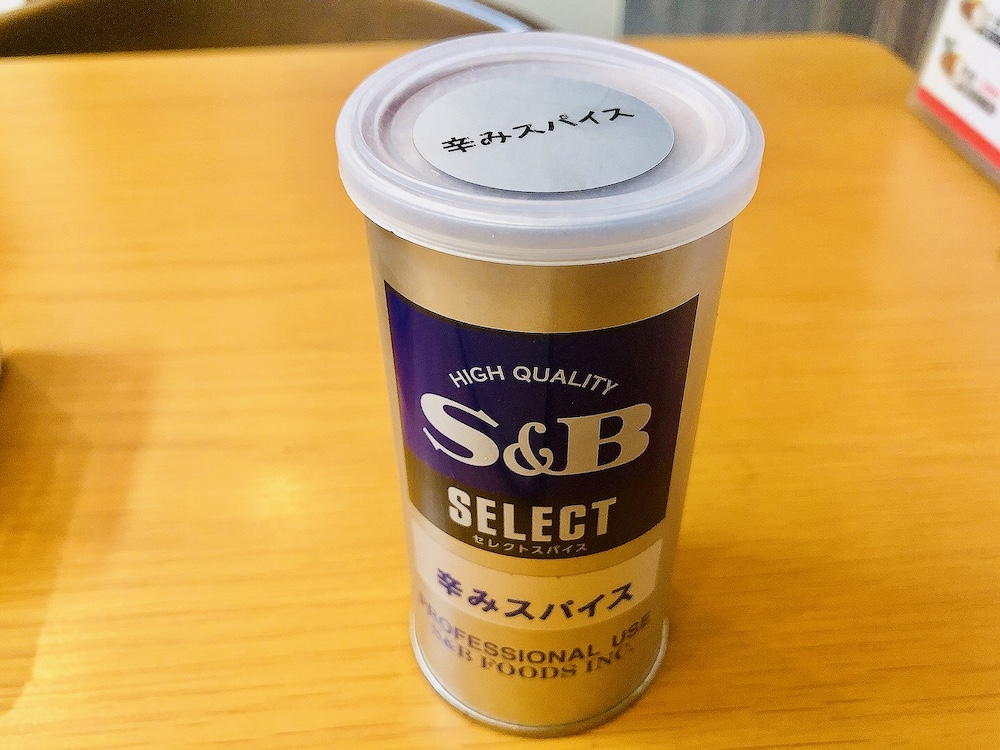 辛みスパイス
HIGH QUALITY
S&B
SELECT
セレクトスパイス
辛みスパイス
PROFESSIONAL USE
S&B FOODS INC.